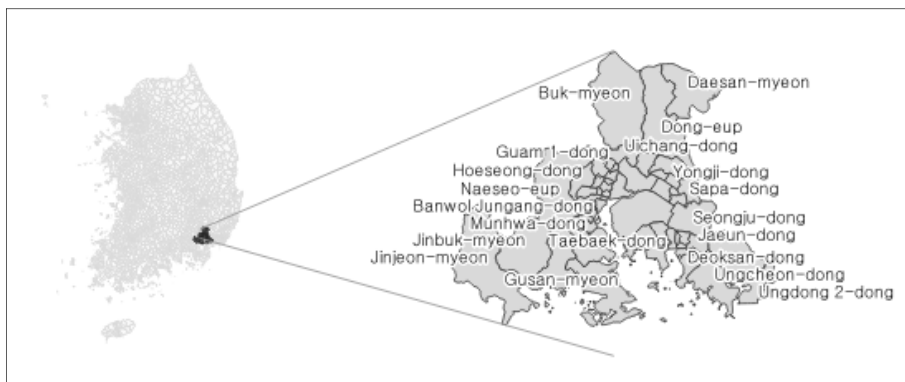 Buk-myeon
Daesan-myeon
Dong-eup
Uichang-dong
Guam 1-dong
Hoeseong-dong
Yongji-dong
Naeseo-eup
Sapa-dong
Banwol Jungang-dong
Seongju-dong
Munhwa-dong
Jinbuk-myeon
Taebaek-dong
Jaeun-dong
Jinjeon-myeon
Deoksan-dong
Gusan-myeon
Ungcheon-dong
Ungdong 2-dong